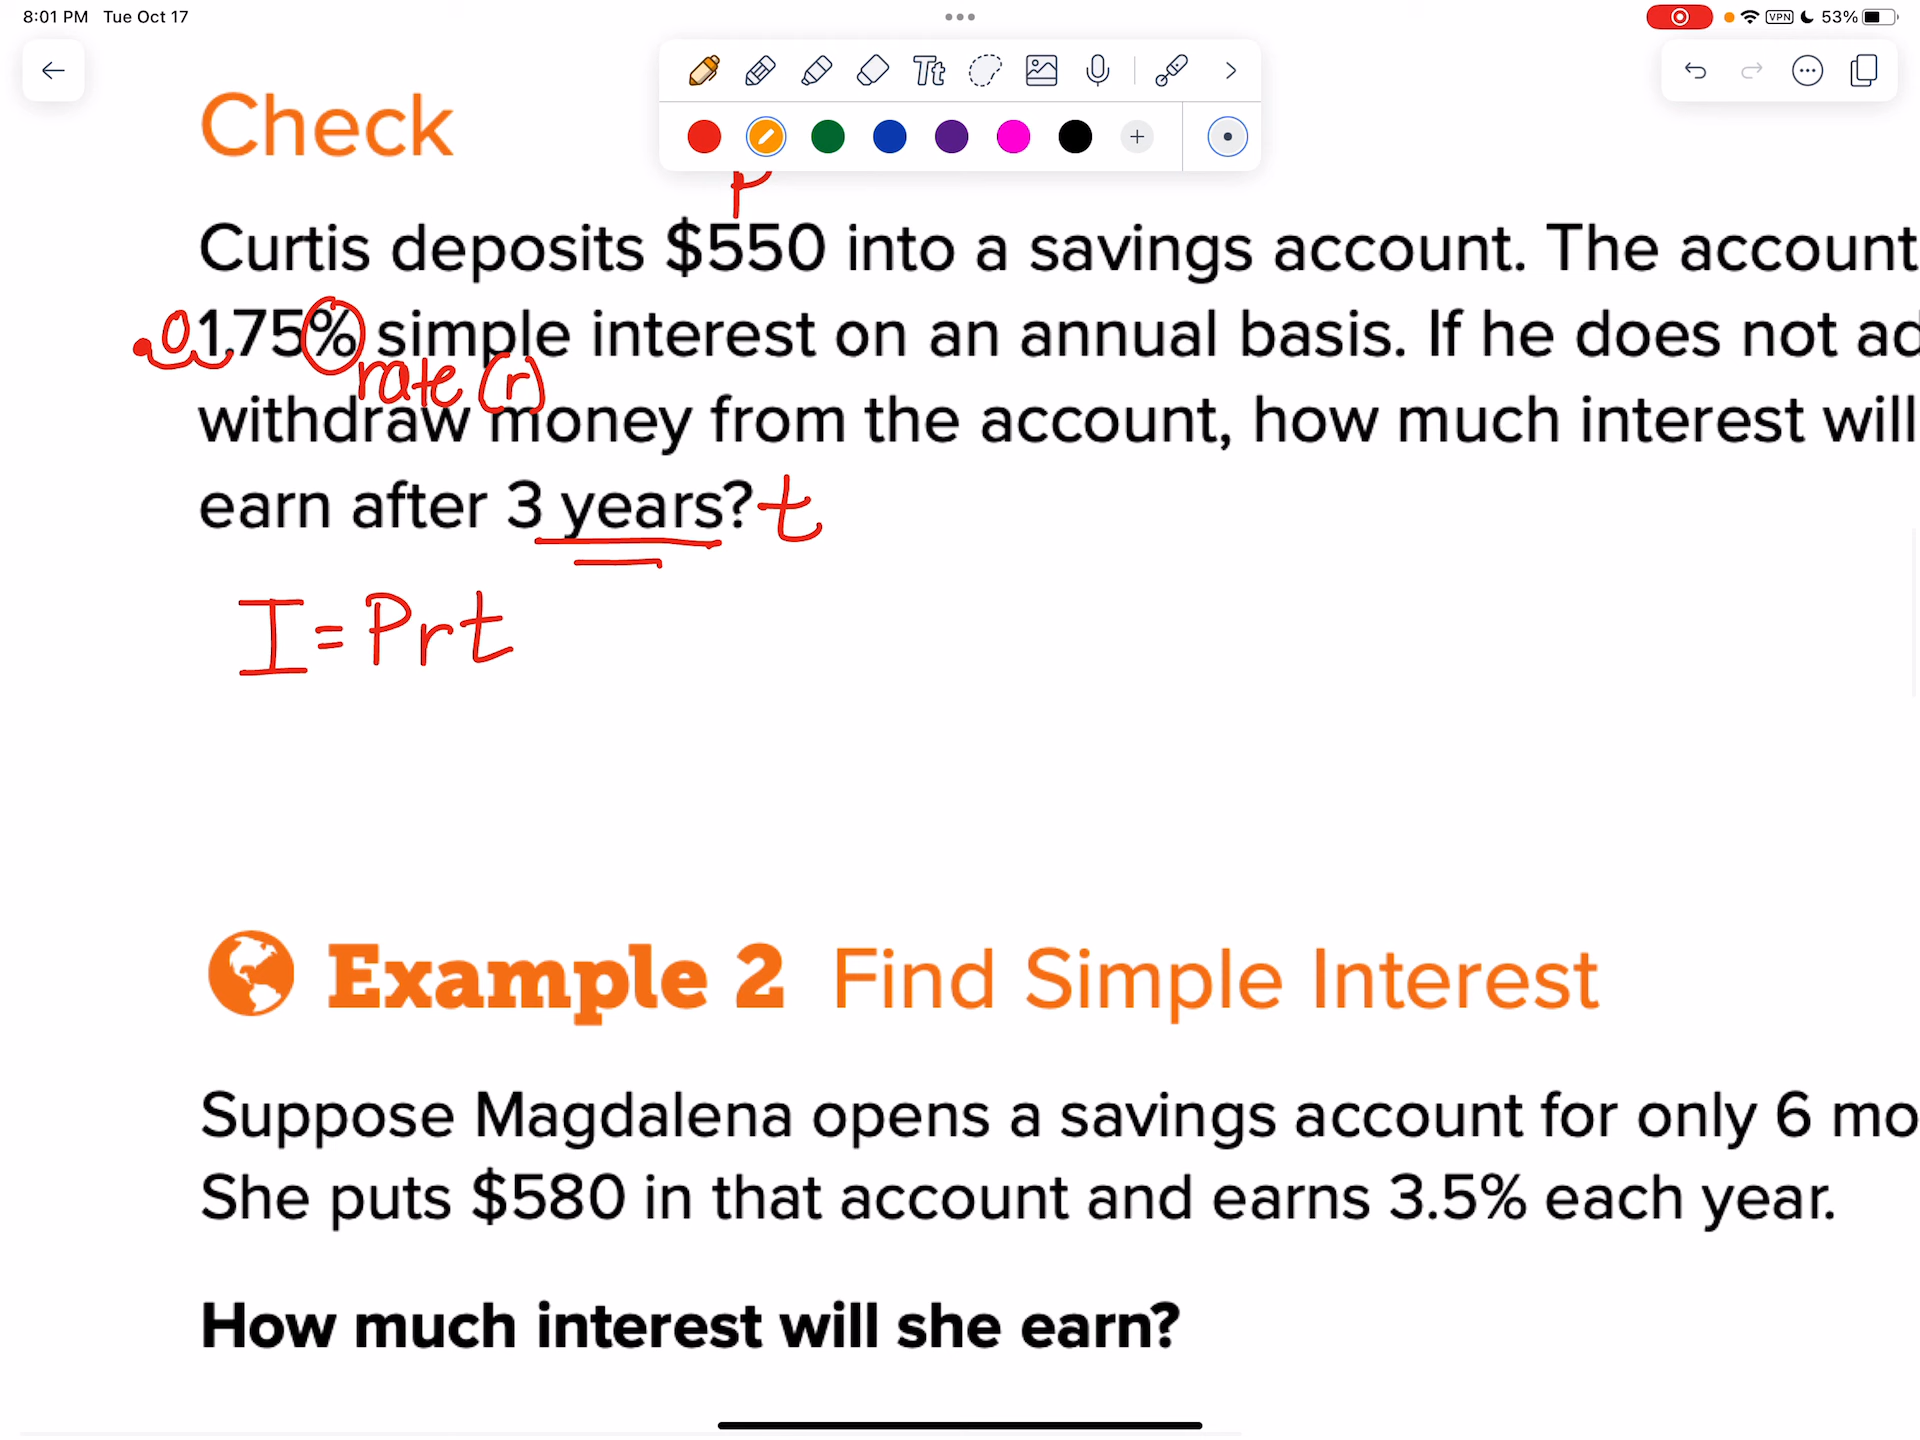 8:01 PM Tue Oct 17
VPN 53%
Tt
Check
P
Curtis deposits $550 into a savings account. The account
.01.75% simple interest on an annual basis. If he does not ad
rate (r)
withdraw money from the account, how much interest will
earn after 3 years? t
I = Prt
Example 2 Find Simple Interest
Suppose Magdalena opens a savings account for only 6 mo
She puts $580 in that account and earns 3.5% each year.
How much interest will she earn?